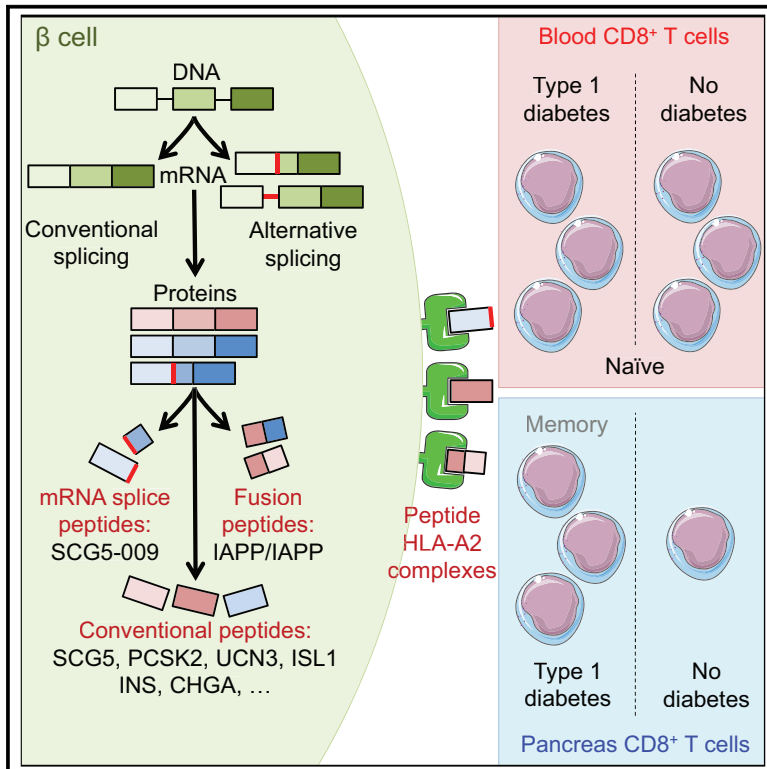 β cell
DNA
mRNA
Conventional
splicing
Alternative
splicing
Proteins
mRNA splice
peptides:
SCG5-009
Fusion
peptides:
IAPP/IAPP
Conventional peptides:
SCG5, PCSK2, UCN3, ISL1
INS, CHGA, ...
Peptide
HLA-A2
complexes
Blood CD8⁺ T cells
Type 1
diabetes
No
diabetes
Naïve
Memory
Type 1
diabetes
No
diabetes
Pancreas CD8⁺ T cells